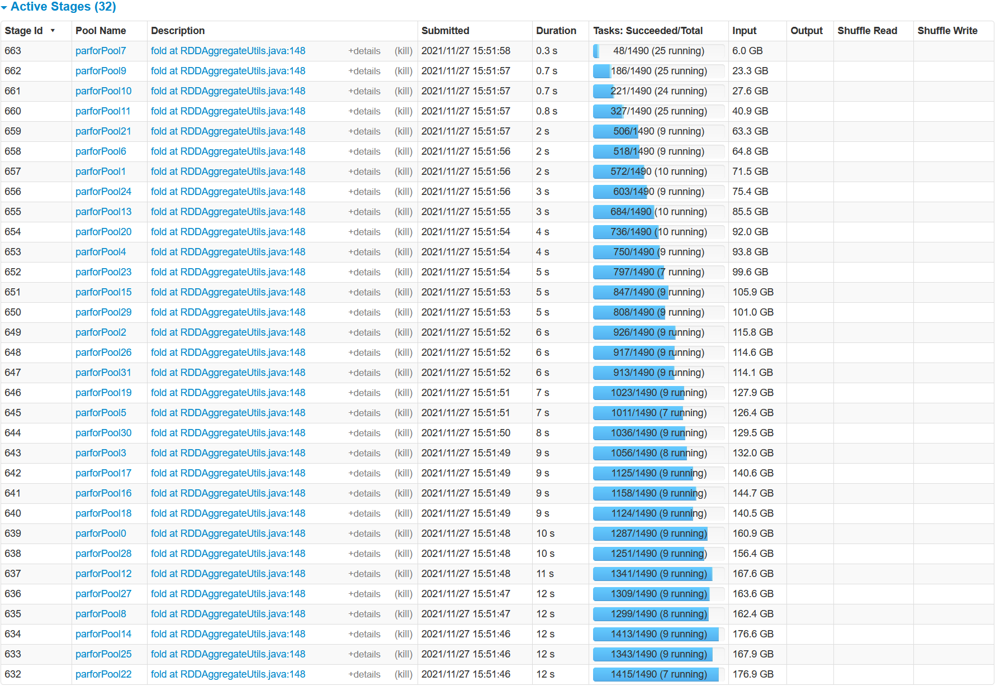 Active Stages (32)
Stage Id ▾ Pool Name Description Submitted Duration Tasks: Succeeded/Total Input Output Shuffle Read Shuffle Write
663 parforPool7 fold at RDDAggregateUtils.java:148 +details (kill) 2021/11/27 15:51:58 0.3 s 48/1490 (25 running) 6.0 GB
662 parforPool9 fold at RDDAggregateUtils.java:148 +details (kill) 2021/11/27 15:51:57 0.7 s 186/1490 (25 running) 23.3 GB
661 parforPool10 fold at RDDAggregateUtils.java:148 +details (kill) 2021/11/27 15:51:57 0.7 s 221/1490 (24 running) 27.6 GB
660 parforPool11 fold at RDDAggregateUtils.java:148 +details (kill) 2021/11/27 15:51:57 0.8 s 327/1490 (25 running) 40.9 GB
659 parforPool21 fold at RDDAggregateUtils.java:148 +details (kill) 2021/11/27 15:51:57 2 s 506/1490 (9 running) 63.3 GB
658 parforPool6 fold at RDDAggregateUtils.java:148 +details (kill) 2021/11/27 15:51:56 2 s 518/1490 (9 running) 64.8 GB
657 parforPool1 fold at RDDAggregateUtils.java:148 +details (kill) 2021/11/27 15:51:56 2 s 572/1490 (10 running) 71.5 GB
656 parforPool24 fold at RDDAggregateUtils.java:148 +details (kill) 2021/11/27 15:51:56 3 s 603/1490 (9 running) 75.4 GB
655 parforPool13 fold at RDDAggregateUtils.java:148 +details (kill) 2021/11/27 15:51:55 3 s 684/1490 (10 running) 85.5 GB
654 parforPool20 fold at RDDAggregateUtils.java:148 +details (kill) 2021/11/27 15:51:54 4 s 736/1490 (10 running) 92.0 GB
653 parforPool4 fold at RDDAggregateUtils.java:148 +details (kill) 2021/11/27 15:51:54 4 s 750/1490 (9 running) 93.8 GB
652 parforPool23 fold at RDDAggregateUtils.java:148 +details (kill) 2021/11/27 15:51:54 5 s 797/1490 (7 running) 99.6 GB
651 parforPool15 fold at RDDAggregateUtils.java:148 +details (kill) 2021/11/27 15:51:53 5 s 847/1490 (9 running) 105.9 GB
650 parforPool29 fold at RDDAggregateUtils.java:148 +details (kill) 2021/11/27 15:51:53 5 s 808/1490 (9 running) 101.0 GB
649 parforPool2 fold at RDDAggregateUtils.java:148 +details (kill) 2021/11/27 15:51:52 6 s 926/1490 (9 running) 115.8 GB
648 parforPool26 fold at RDDAggregateUtils.java:148 +details (kill) 2021/11/27 15:51:52 6 s 917/1490 (9 running) 114.6 GB
647 parforPool31 fold at RDDAggregateUtils.java:148 +details (kill) 2021/11/27 15:51:52 6 s 913/1490 (9 running) 114.1 GB
646 parforPool19 fold at RDDAggregateUtils.java:148 +details (kill) 2021/11/27 15:51:51 7 s 1023/1490 (9 running) 127.9 GB
645 parforPool5 fold at RDDAggregateUtils.java:148 +details (kill) 2021/11/27 15:51:51 7 s 1011/1490 (7 running) 126.4 GB
644 parforPool30 fold at RDDAggregateUtils.java:148 +details (kill) 2021/11/27 15:51:50 8 s 1036/1490 (9 running) 129.5 GB
643 parforPool3 fold at RDDAggregateUtils.java:148 +details (kill) 2021/11/27 15:51:49 9 s 1056/1490 (8 running) 132.0 GB
642 parforPool17 fold at RDDAggregateUtils.java:148 +details (kill) 2021/11/27 15:51:49 9 s 1125/1490 (9 running) 140.6 GB
641 parforPool16 fold at RDDAggregateUtils.java:148 +details (kill) 2021/11/27 15:51:49 9 s 1158/1490 (9 running) 144.7 GB
640 parforPool18 fold at RDDAggregateUtils.java:148 +details (kill) 2021/11/27 15:51:49 9 s 1124/1490 (9 running) 140.5 GB
639 parforPool0 fold at RDDAggregateUtils.java:148 +details (kill) 2021/11/27 15:51:48 10 s 1287/1490 (9 running) 160.9 GB
638 parforPool28 fold at RDDAggregateUtils.java:148 +details (kill) 2021/11/27 15:51:48 10 s 1251/1490 (9 running) 156.4 GB
637 parforPool12 fold at RDDAggregateUtils.java:148 +details (kill) 2021/11/27 15:51:48 11 s 1341/1490 (9 running) 167.6 GB
636 parforPool27 fold at RDDAggregateUtils.java:148 +details (kill) 2021/11/27 15:51:47 12 s 1309/1490 (9 running) 163.6 GB
635 parforPool8 fold at RDDAggregateUtils.java:148 +details (kill) 2021/11/27 15:51:47 12 s 1299/1490 (8 running) 162.4 GB
634 parforPool14 fold at RDDAggregateUtils.java:148 +details (kill) 2021/11/27 15:51:46 12 s 1413/1490 (9 running) 176.6 GB
633 parforPool25 fold at RDDAggregateUtils.java:148 +details (kill) 2021/11/27 15:51:46 12 s 1343/1490 (9 running) 167.9 GB
632 parforPool22 fold at RDDAggregateUtils.java:148 +details (kill) 2021/11/27 15:51:46 12 s 1415/1490 (7 running) 176.9 GB